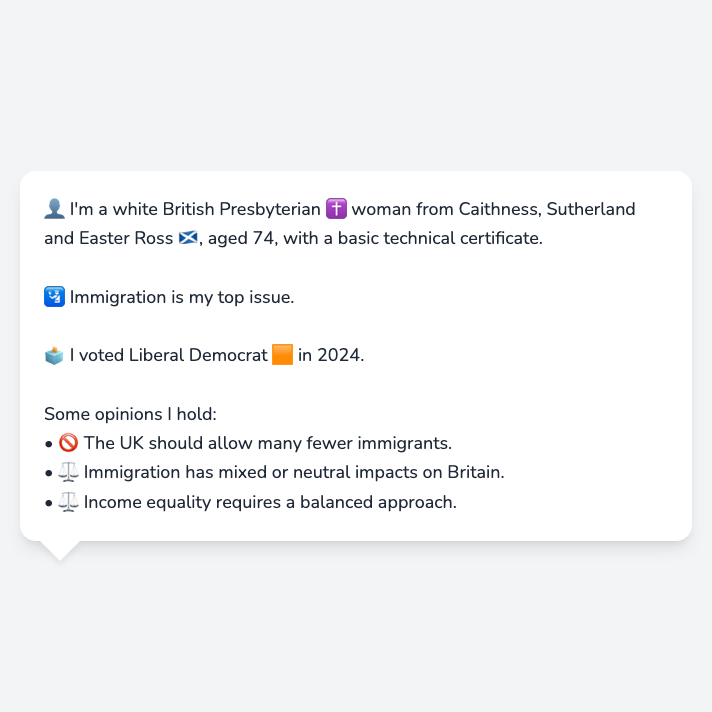 👤 I'm a white British Presbyterian ✝️ woman from Caithness, Sutherland
and Easter Ross 🏴󠁧󠁢󠁳󠁣󠁴󠁿, aged 74, with a basic technical certificate.
🛂 Immigration is my top issue.
🗳️ I voted Liberal Democrat 🟧 in 2024.
Some opinions I hold:
• 🚫 The UK should allow many fewer immigrants.
• ⚖️ Immigration has mixed or neutral impacts on Britain.
• ⚖️ Income equality requires a balanced approach.